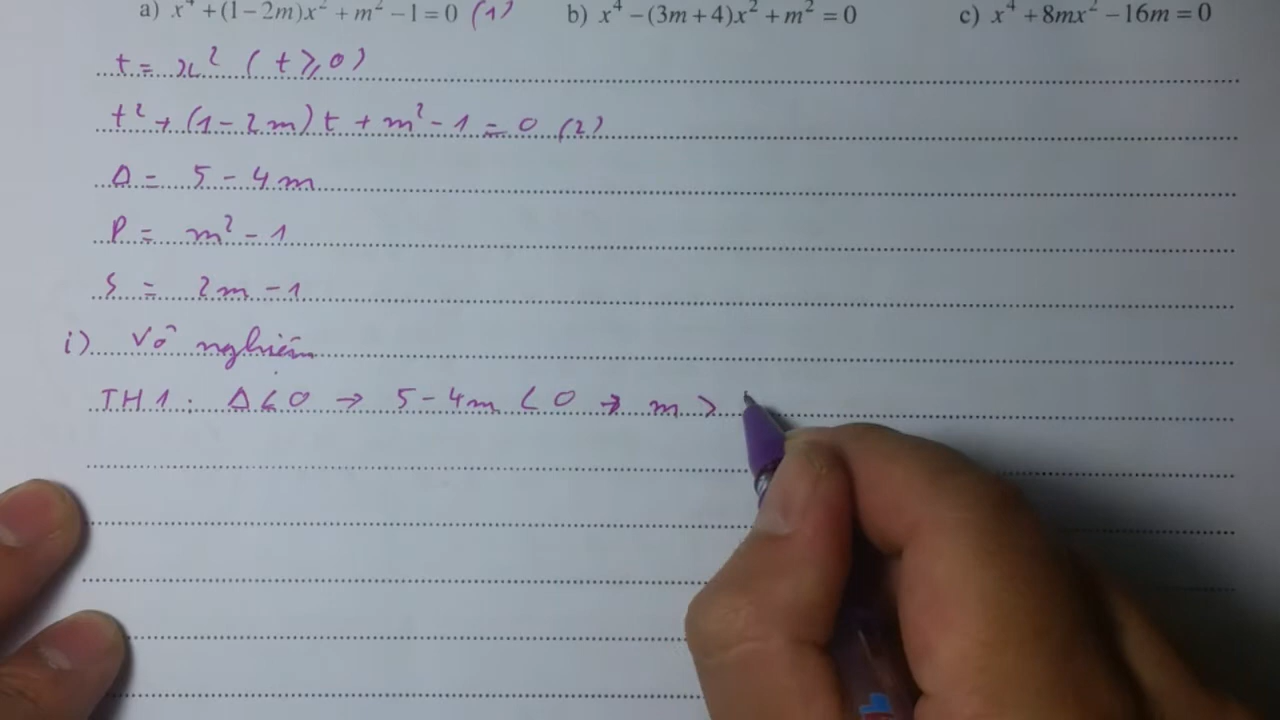 a) x⁴ + (1 − 2m)x² + m² − 1 = 0 (1) b) x⁴ − (3m + 4)x² + m² = 0 c) x⁴ + 8mx² − 16m = 0
t = x² (t ⩾ 0)
t² + (1 − 2m)t + m² − 1 = 0 (2)
Δ = 5 − 4m
P = m² − 1
S = 2m − 1
i) Vô nghiệm
TH1: Δ < 0 → 5 − 4m < 0 → m >